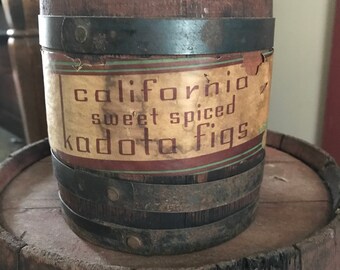 california
sweet spiced
kadota figs